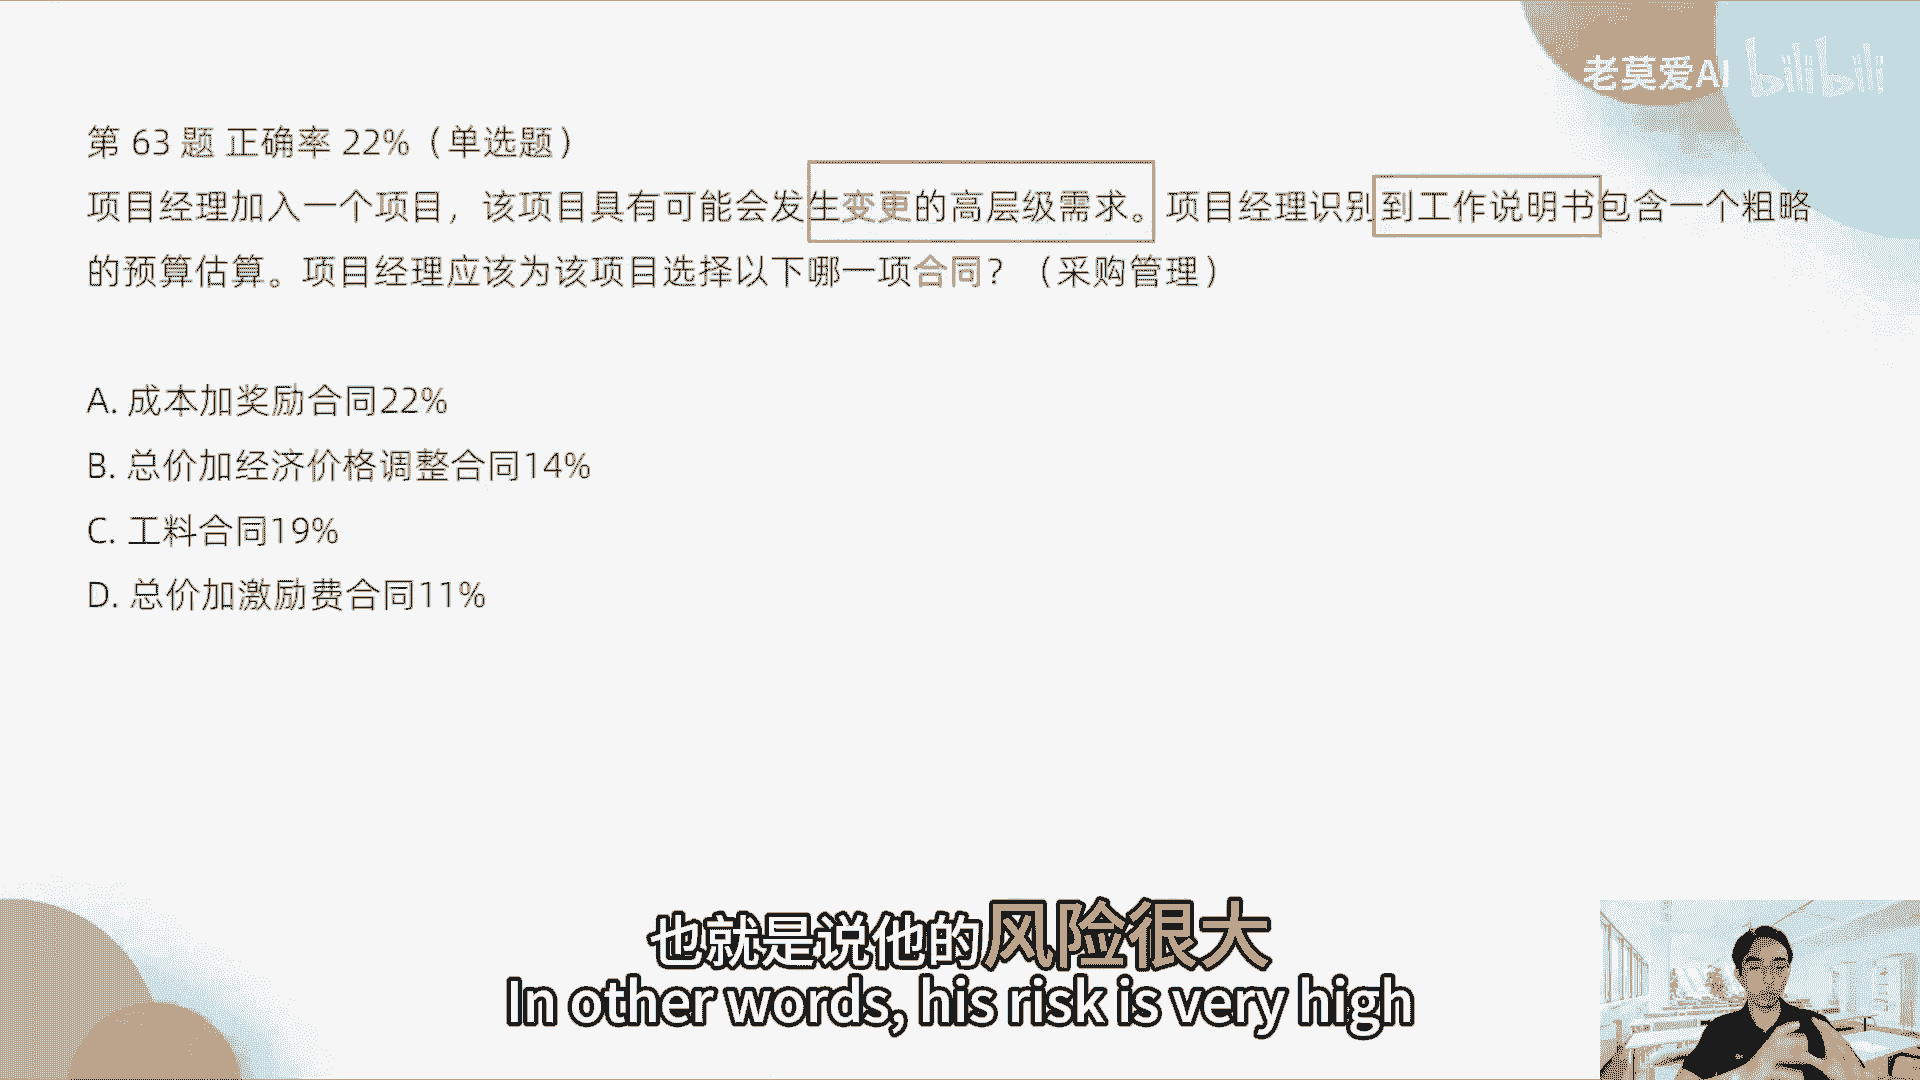 老莫爱AI bilibili
第 63 题 正确率 22%（单选题）
项目经理加入一个项目，该项目具有可能会发生变更的高层级需求。项目经理识别到工作说明书包含一个粗略
的预算估算。项目经理应该为该项目选择以下哪一项合同？（采购管理）
A. 成本加奖励合同22%
B. 总价加经济价格调整合同14%
C. 工料合同19%
D. 总价加激励费合同11%
也就是说他的风险很大
In other words, his risk is very high